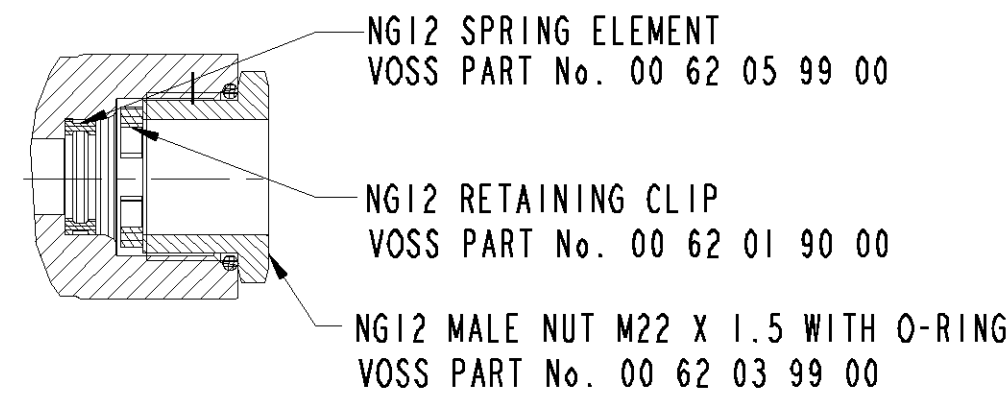 NG12 SPRING ELEMENT
VOSS PART No. 00 62 05 99 00
NG12 RETAINING CLIP
VOSS PART No. 00 62 01 90 00
NG12 MALE NUT M22 X 1.5 WITH O-RING
VOSS PART No. 00 62 03 99 00